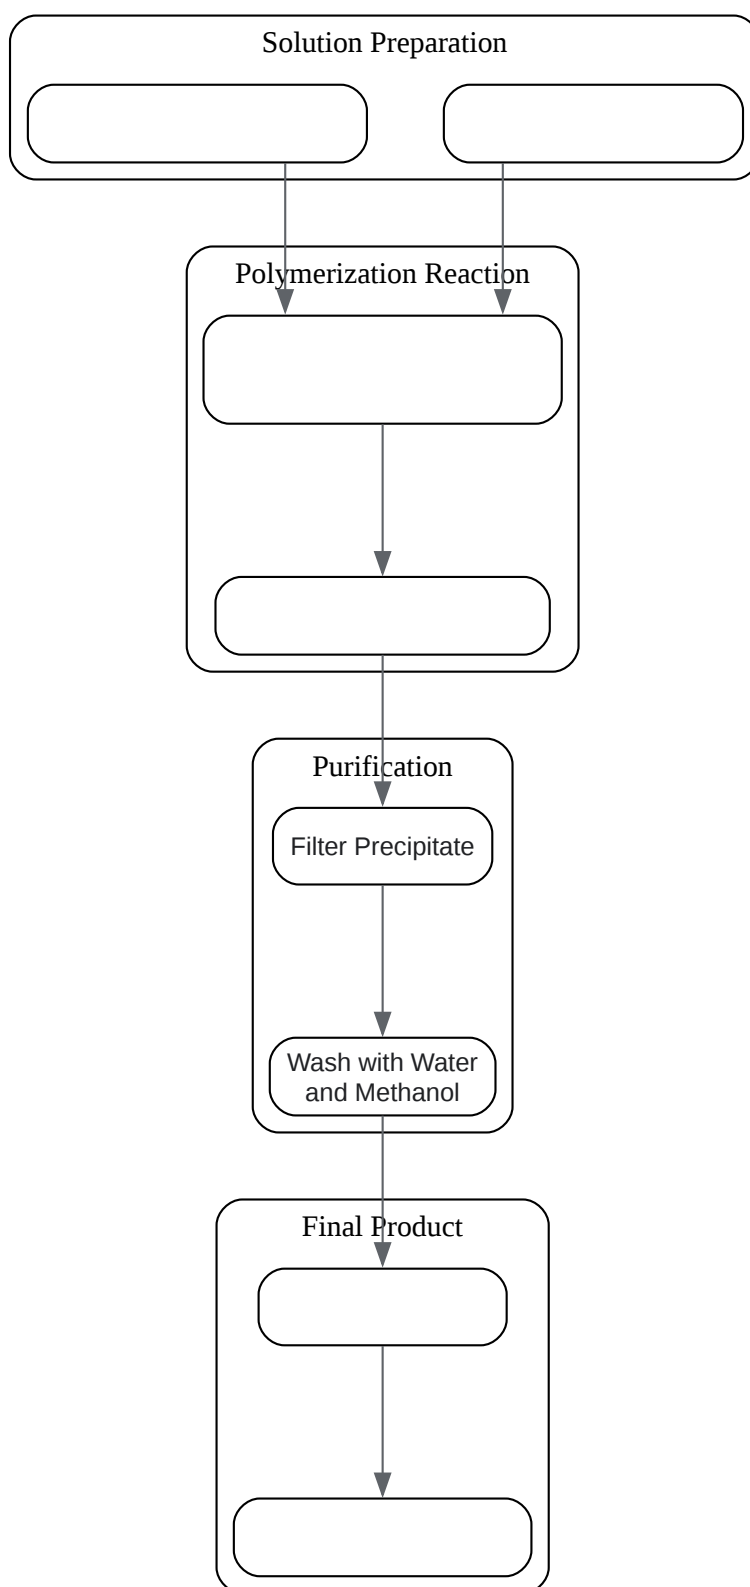 Solution Preparation
Polymerization Reaction
Purification
Filter Precipitate
Wash with Water
and Methanol
Final Product